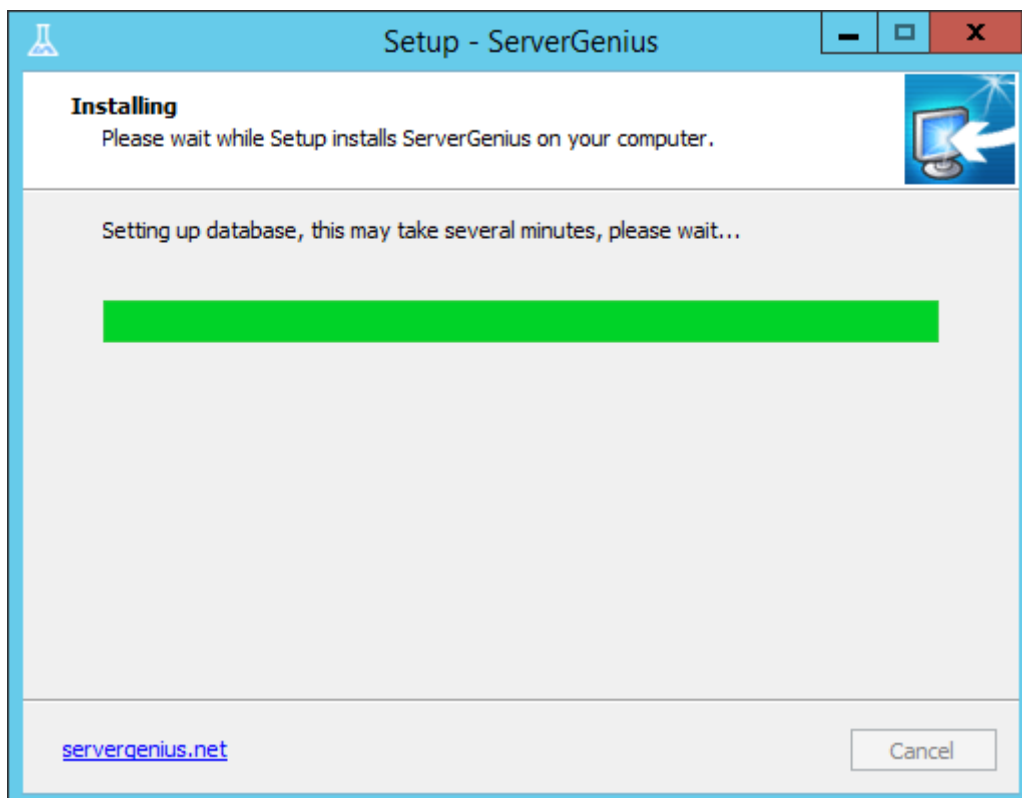 Setup - ServerGenius
Installing
Please wait while Setup installs ServerGenius on your computer.
Setting up database, this may take several minutes, please wait...
servergenius.net
Cancel